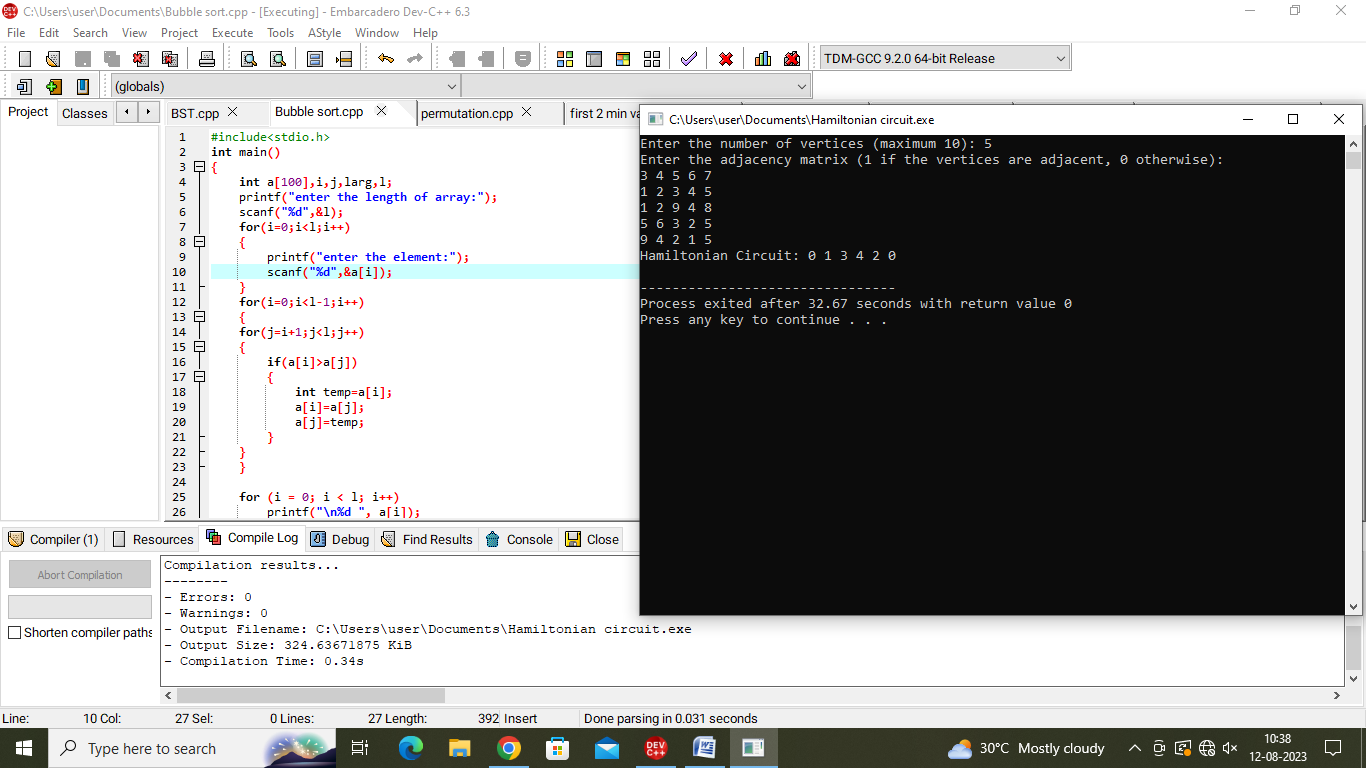 C:\Users\user\Documents\Bubble sort.cpp - [Executing] - Embarcadero Dev-C++ 6.3
File Edit Search View Project Execute Tools AStyle Window Help
TDM-GCC 9.2.0 64-bit Release
(globals)
Project Classes
BST.cpp Bubble sort.cpp permutation.cpp first 2 min va
1 #include<stdio.h>
2 int main()
3 {
4 int a[100],i,j,larg,l;
5 printf("enter the length of array:");
6 scanf("%d",&l);
7 for(i=0;i<l;i++)
8 {
9 printf("enter the element:");
10 scanf("%d",&a[i]);
11 }
12 for(i=0;i<l-1;i++)
13 {
14 for(j=i+1;j<l;j++)
15 {
16 if(a[i]>a[j])
17 {
18 int temp=a[i];
19 a[i]=a[j];
20 a[j]=temp;
21 }
22 }
23 }
24
25 for (i = 0; i < l; i++)
26 printf("\n%d ", a[i]);
C:\Users\user\Documents\Hamiltonian circuit.exe
Enter the number of vertices (maximum 10): 5
Enter the adjacency matrix (1 if the vertices are adjacent, 0 otherwise):
3 4 5 6 7
1 2 3 4 5
1 2 9 4 8
5 6 3 2 5
9 4 2 1 5
Hamiltonian Circuit: 0 1 3 4 2 0
--------------------------------
Process exited after 32.67 seconds with return value 0
Press any key to continue . . .
Compiler (1) Resources Compile Log Debug Find Results Console Close
Abort Compilation
Shorten compiler paths
Compilation results...
--------
- Errors: 0
- Warnings: 0
- Output Filename: C:\Users\user\Documents\Hamiltonian circuit.exe
- Output Size: 324.63671875 KiB
- Compilation Time: 0.34s
Line: 10 Col: 27 Sel: 0 Lines: 27 Length: 392 Insert Done parsing in 0.031 seconds
Type here to search
DEV C++
30°C Mostly cloudy
10:38
12-08-2023